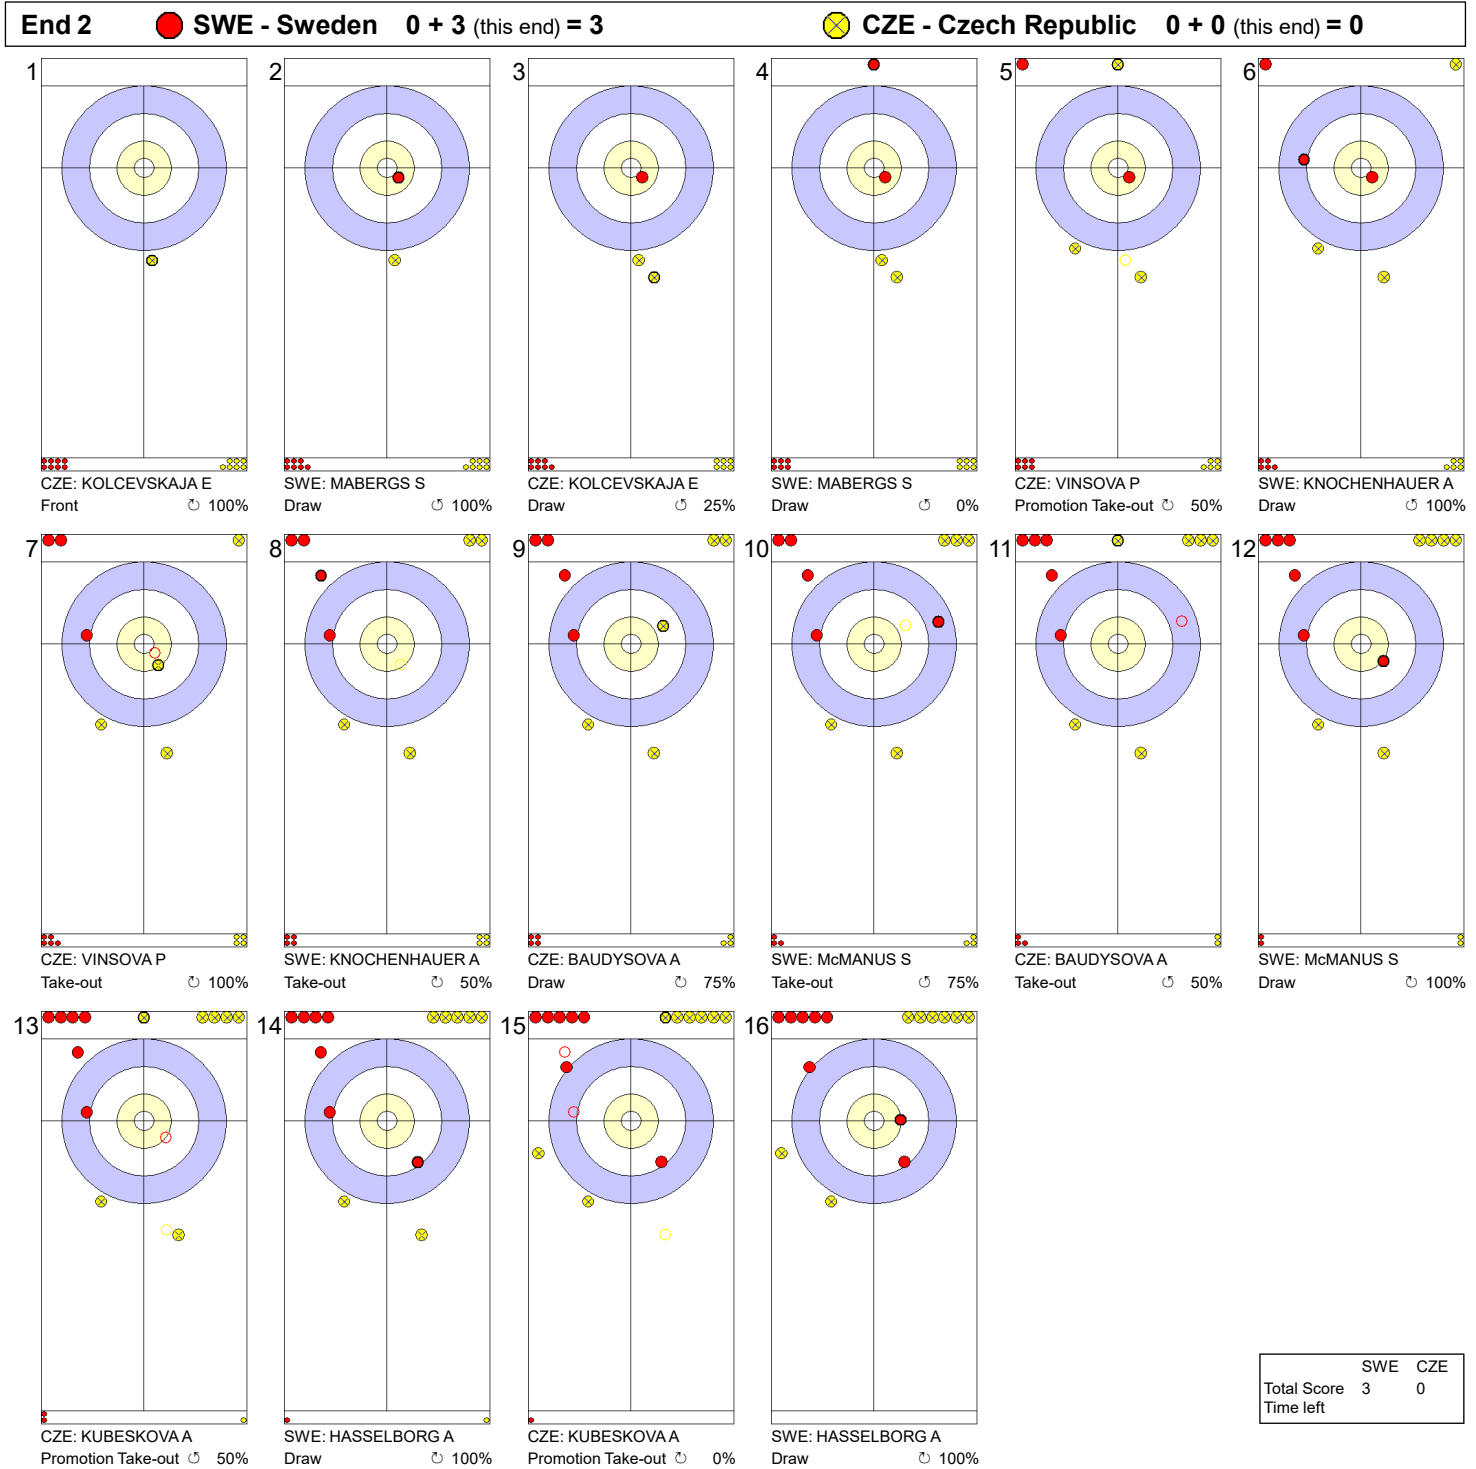 End 2 SWE - Sweden 0 + 3 (this end) = 3 CZE - Czech Republic 0 + 0 (this end) = 0
1 2 3 4 5 6
CZE: KOLCEVSKAJA E SWE: MABERGS S CZE: KOLCEVSKAJA E SWE: MABERGS S CZE: VINSOVA P SWE: KNOCHENHAUER A
Front ↻ 100% Draw ↻ 100% Draw ↺ 25% Draw ↺ 0% Promotion Take-out ↻ 50% Draw ↻ 100%
7 8 9 10 11 12
CZE: VINSOVA P SWE: KNOCHENHAUER A CZE: BAUDYSOVA A SWE: McMANUS S CZE: BAUDYSOVA A SWE: McMANUS S
Take-out ↻ 100% Take-out ↻ 50% Draw ↻ 75% Take-out ↺ 75% Take-out ↺ 50% Draw ↻ 100%
13 14 15 16
CZE: KUBESKOVA A SWE: HASSELBORG A CZE: KUBESKOVA A SWE: HASSELBORG A
Promotion Take-out ↺ 50% Draw ↺ 100% Promotion Take-out ↻ 0% Draw ↺ 100%
SWE CZE
Total Score 3 0
Time left